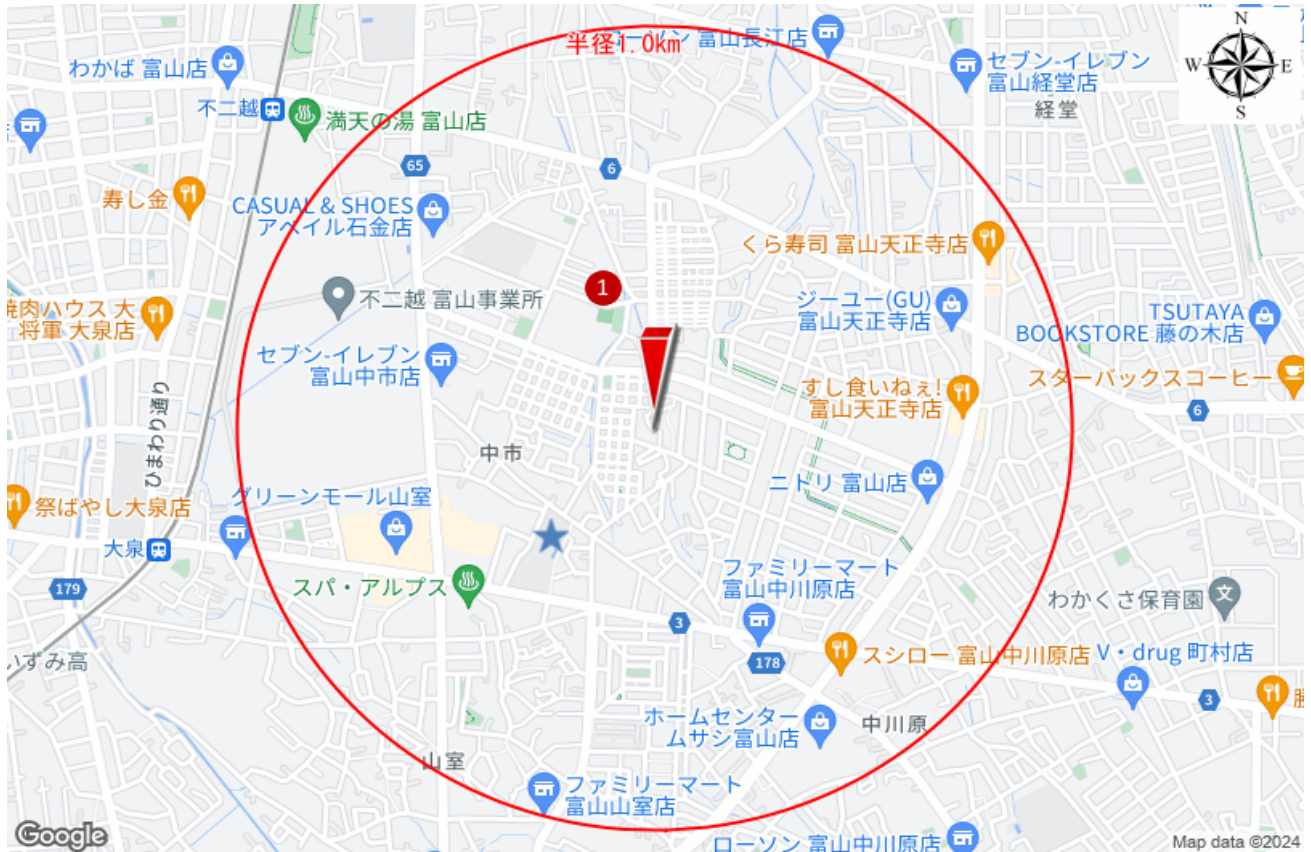 半径1.0km
ーソン 富山長江店
N
W
E
S
わかば 富山店
セブン-イレブン
富山経堂店
経堂
不二越
満天の湯 富山店
65
6
寿し金
CASUAL & SHOES
アベイル石金店
くら寿司 富山天正寺店
1
不二越 富山事業所
ジーユー(GU)
富山天正寺店
TSUTAYA
BOOKSTORE 藤の木店
焼肉ハウス 大
将軍 大泉店
セブン-イレブン
富山中市店
すし食いねぇ!
富山天正寺店
スターバックスコーヒー
6
ひまわり通り
中市
ニトリ 富山店
グリーンモール山室
祭ばやし大泉店
大泉
179
スパ・アルプス
ファミリーマート
富山中川原店
わかくさ保育園
文
3
178
スシロー 富山中川原店
V・drug 町村店
いずみ高
3
ホームセンター
ムサシ富山店
中川原
山室
ファミリーマート
富山山室店
ローソン 富山中川原店
Google
Map data ©2024